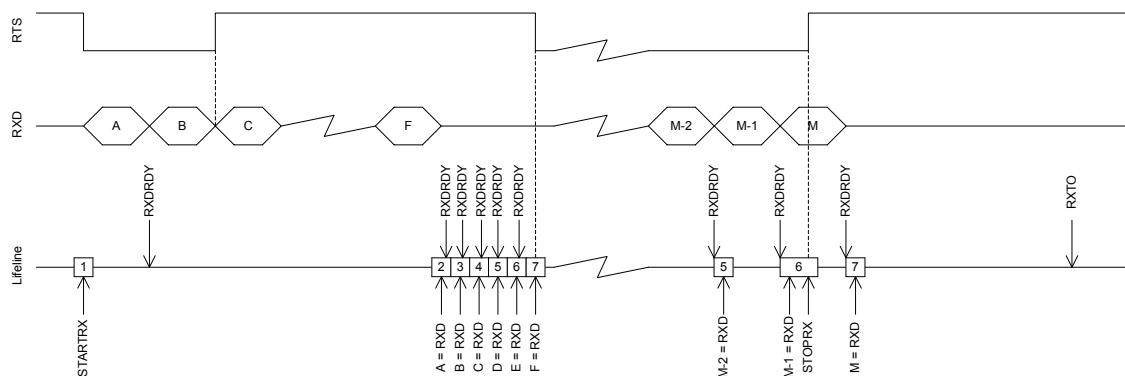 RTS
RXD
A
B
C
F
M-2
M-1
M
RXDRDY
RXDRDY
RXDRDY
RXDRDY
RXDRDY
RXDRDY
RXDRDY
RXDRDY
RXDRDY
RXTO
Lifeline
1
2
3
4
5
6
7
5
6
7
STARTRX
A = RXD
B = RXD
C = RXD
D = RXD
E = RXD
F = RXD
M-2 = RXD
M-1 = RXD
STOPRX
M = RXD